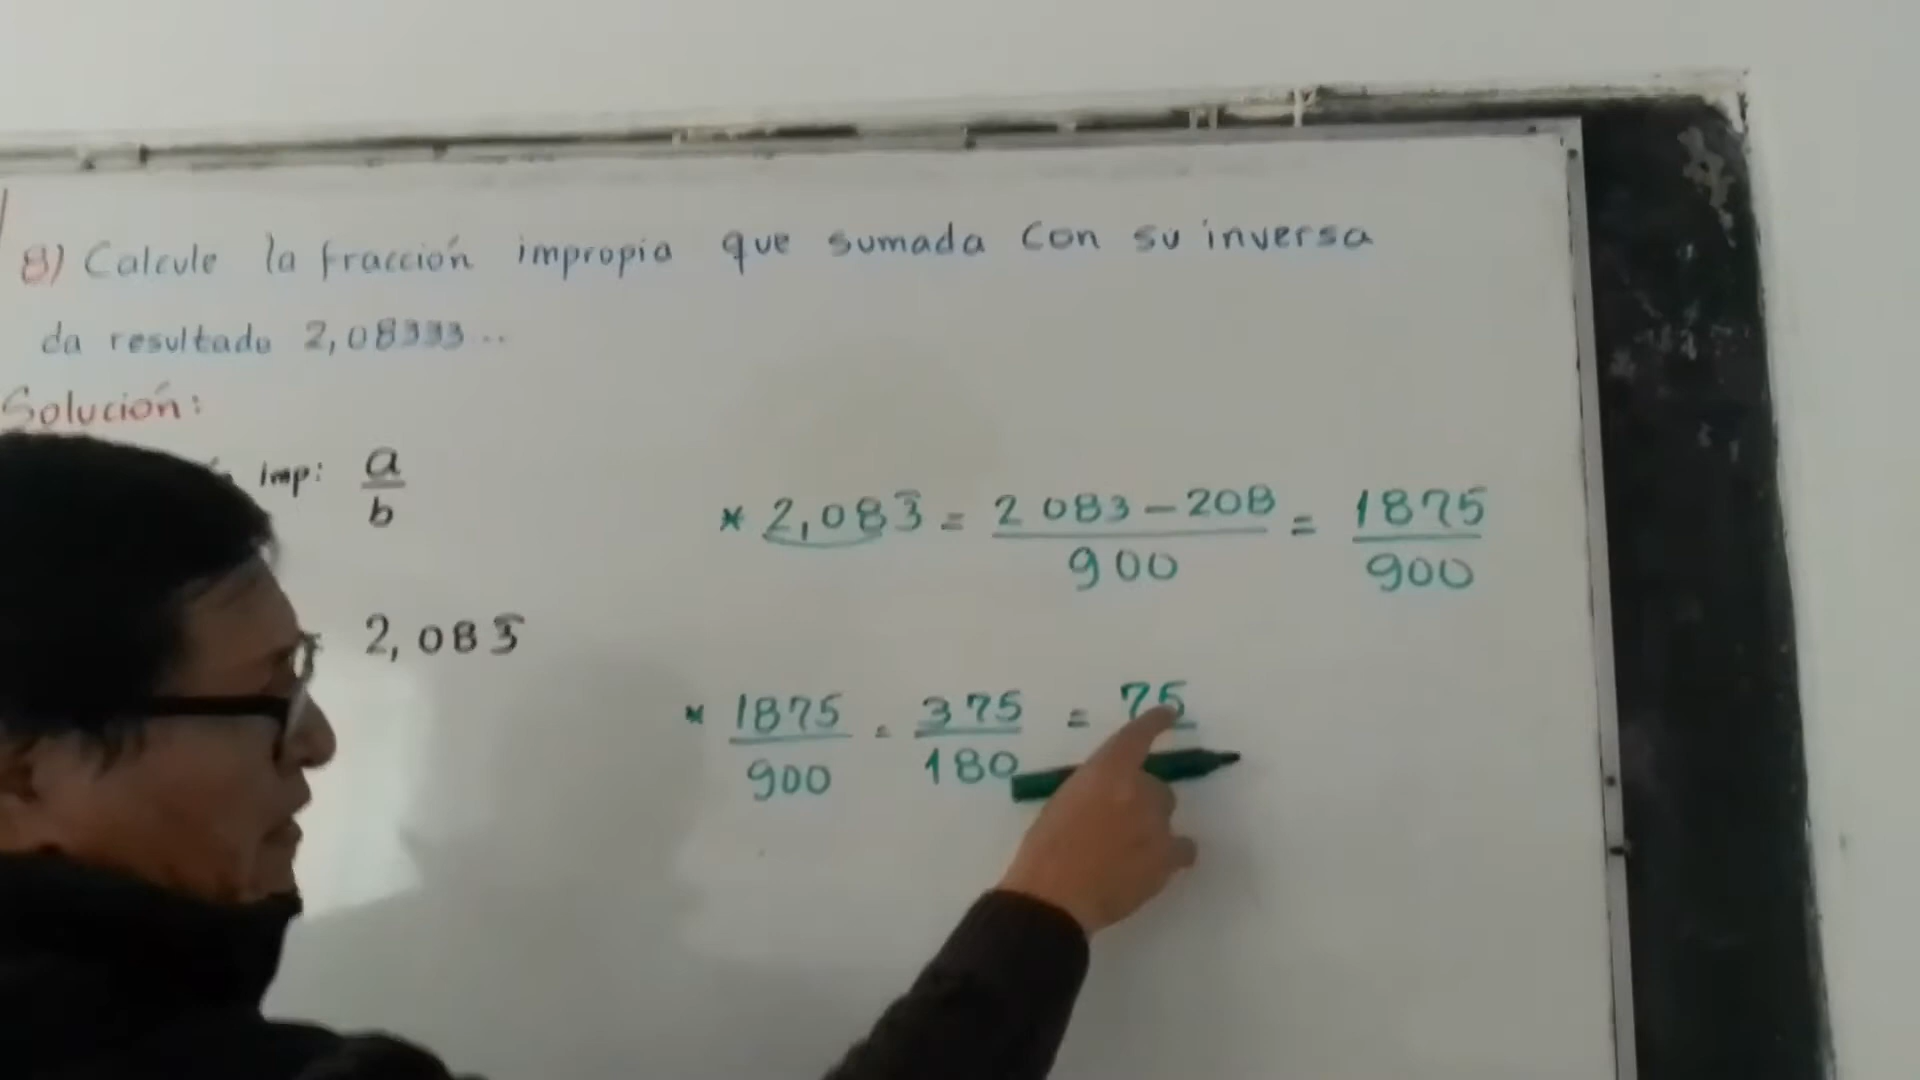 8) Calcule la fracción impropia que sumada con su inversa
da resultado 2,08333..
Solución:
imp: a/b
* 2,083̅ = 2083-208/900 = 1875/900
= 2,083̅
* 1875/900 = 375/180 = 75